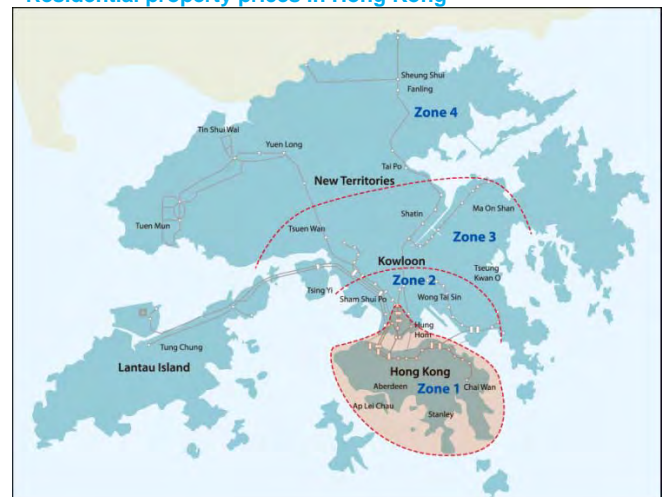 Residential property prices in Hong Kong
Sheung Shui
Fanling
Zone 4
Tin Shui Wai
Yuen Long
Tai Po
New Territories
Shatin
Ma On Shan
Tuen Mun
Tsuen Wan
Zone 3
Kowloon
Tseung
Kwan O
Zone 2
Tsing Yi
Sham Shui Po
Wong Tai Sin
Hung
Hom
Tung Chung
Lantau Island
Hong Kong
Aberdeen
Zone 1
Chai Wan
Ap Lei Chau
Stanley